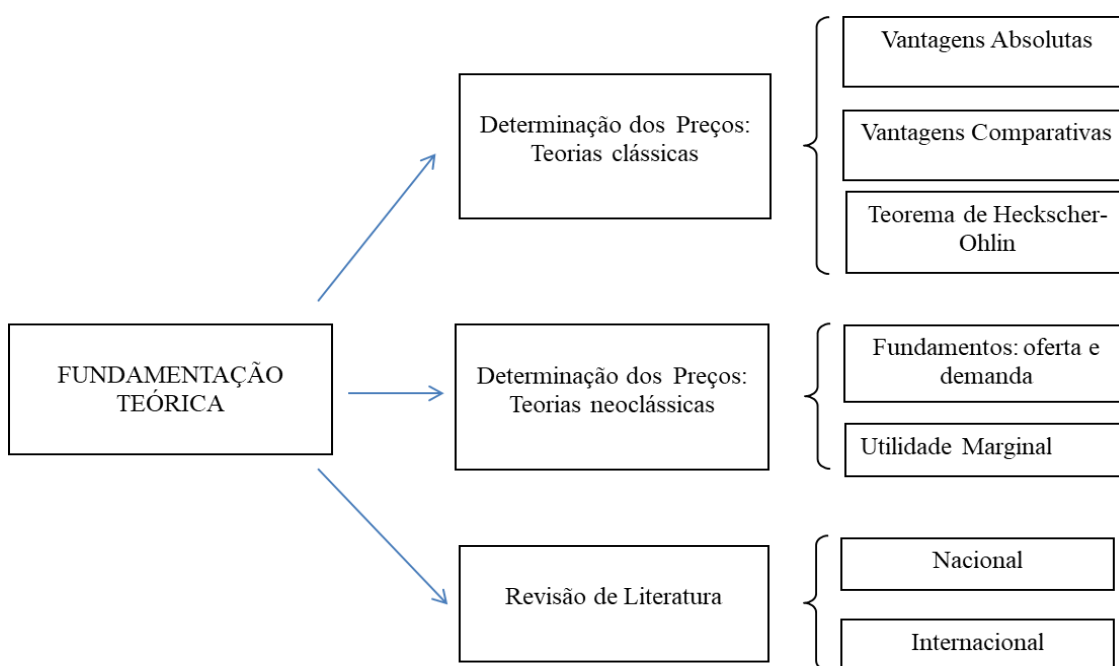 FUNDAMENTAÇÃO
TEÓRICA
Determinação dos Preços:
Teorias clássicas
Vantagens Absolutas
Vantagens Comparativas
Teorema de Heckscher-
Ohlin
Determinação dos Preços:
Teorias neoclássicas
Fundamentos: oferta e
demanda
Utilidade Marginal
Revisão de Literatura
Nacional
Internacional